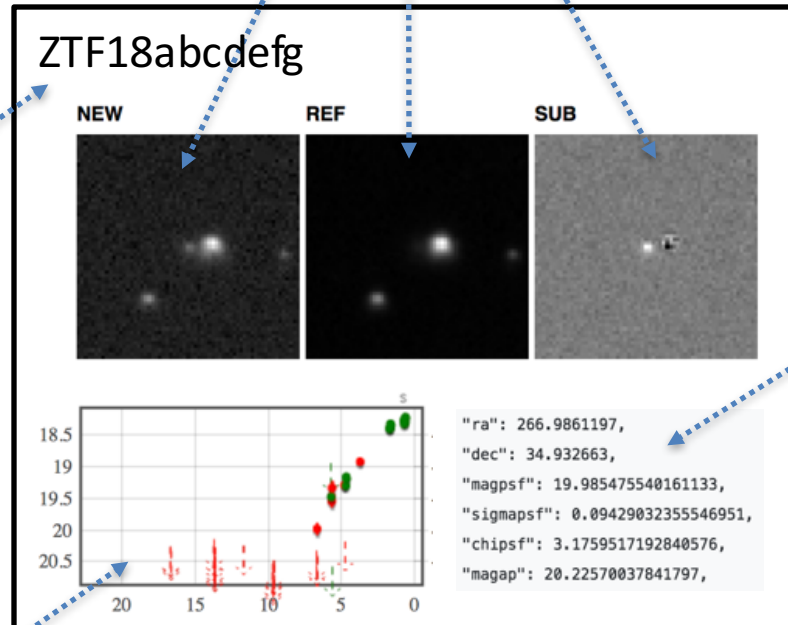 ZTF18abcdefg
NEW REF SUB
S
18.5
19
19.5
20
20.5
20 15 10 5 0
"ra": 266.9861197,
"dec": 34.932663,
"magpsf": 19.985475540161133,
"sigmapsf": 0.09429032355546951,
"chipsf": 3.1759517192840576,
"magap": 20.22570037841797,